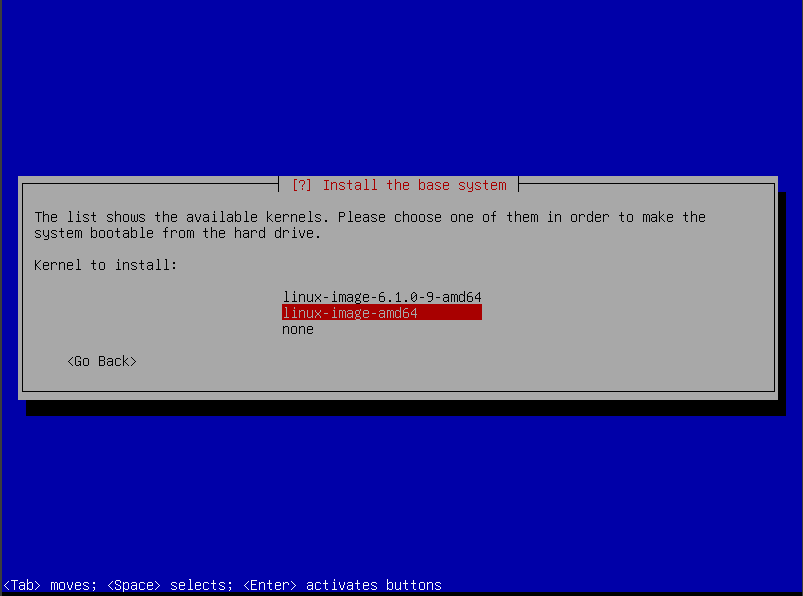 [?] Install the base system
The list shows the available kernels. Please choose one of them in order to make the
system bootable from the hard drive.
Kernel to install:
linux-image-6.1.0-9-amd64
linux-image-amd64
none
<Go Back>
<Tab> moves; <Space> selects; <Enter> activates buttons